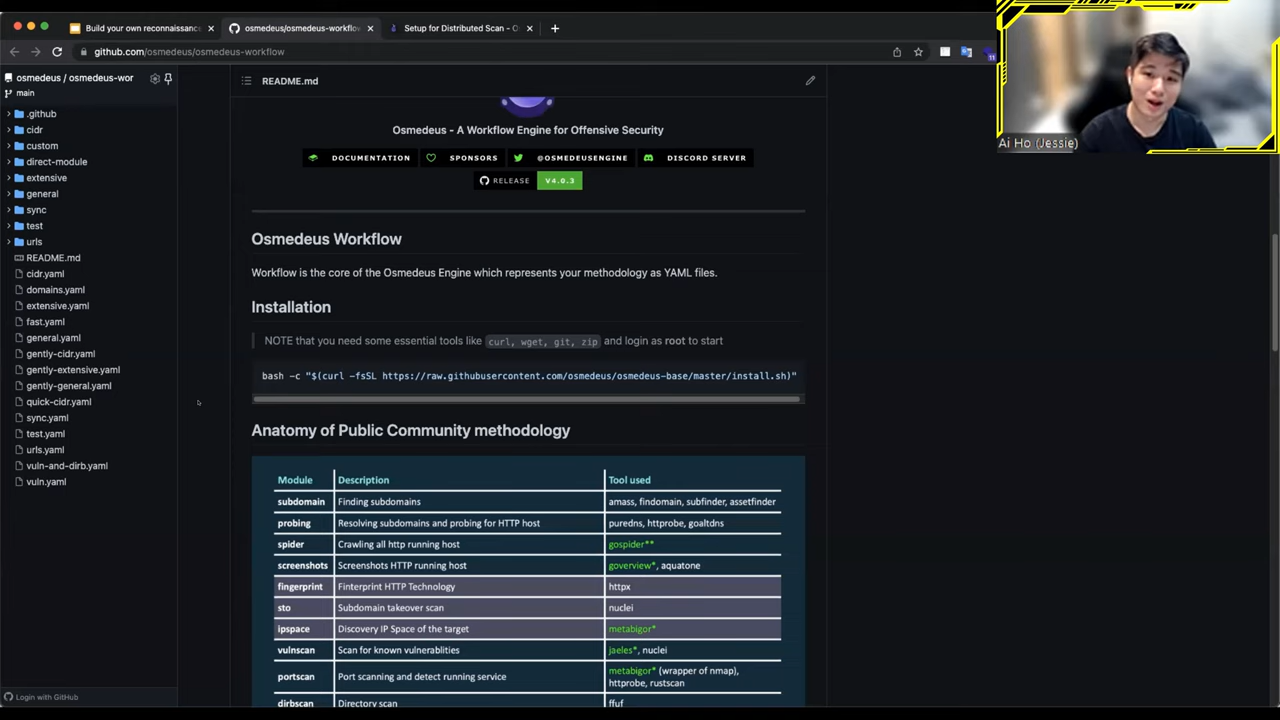 Build your own reconnaissanc
osmedeus/osmedeus-workflow
Setup for Distributed Scan - O
github.com/osmedeus/osmedeus-workflow
11
osmedeus / osmedeus-wor
main
.github
cidr
custom
direct-module
extensive
general
sync
test
urls
README.md
cidr.yaml
domains.yaml
extensive.yaml
fast.yaml
general.yaml
gently-cidr.yaml
gently-extensive.yaml
gently-general.yaml
quick-cidr.yaml
sync.yaml
test.yaml
urls.yaml
vuln-and-dirb.yaml
vuln.yaml
Login with GitHub
README.md
Osmedeus - A Workflow Engine for Offensive Security
DOCUMENTATION SPONSORS @OSMEDEUSENGINE DISCORD SERVER
RELEASE V4.0.3
Osmedeus Workflow
Workflow is the core of the Osmedeus Engine which represents your methodology as YAML files.
Installation
NOTE that you need some essential tools like curl, wget, git, zip and login as root to start
bash -c "$(curl -fsSL https://raw.githubusercontent.com/osmedeus/osmedeus-base/master/install.sh)"
Anatomy of Public Community methodology
Module Description Tool used
subdomain Finding subdomains amass, findomain, subfinder, assetfinder
probing Resolving subdomains and probing for HTTP host puredns, httprobe, goaltdns
spider Crawling all http running host gospider**
screenshots Screenshots HTTP running host goverview*, aquatone
fingerprint Finterprint HTTP Technology httpx
sto Subdomain takeover scan nuclei
ipspace Discovery IP Space of the target metabigor*
vulnscan Scan for known vulnerablities jaeles*, nuclei
portscan Port scanning and detect running service metabigor* (wrapper of nmap),
httprobe, rustscan
dirbscan Directory scan ffuf
Ai Ho (Jessie)